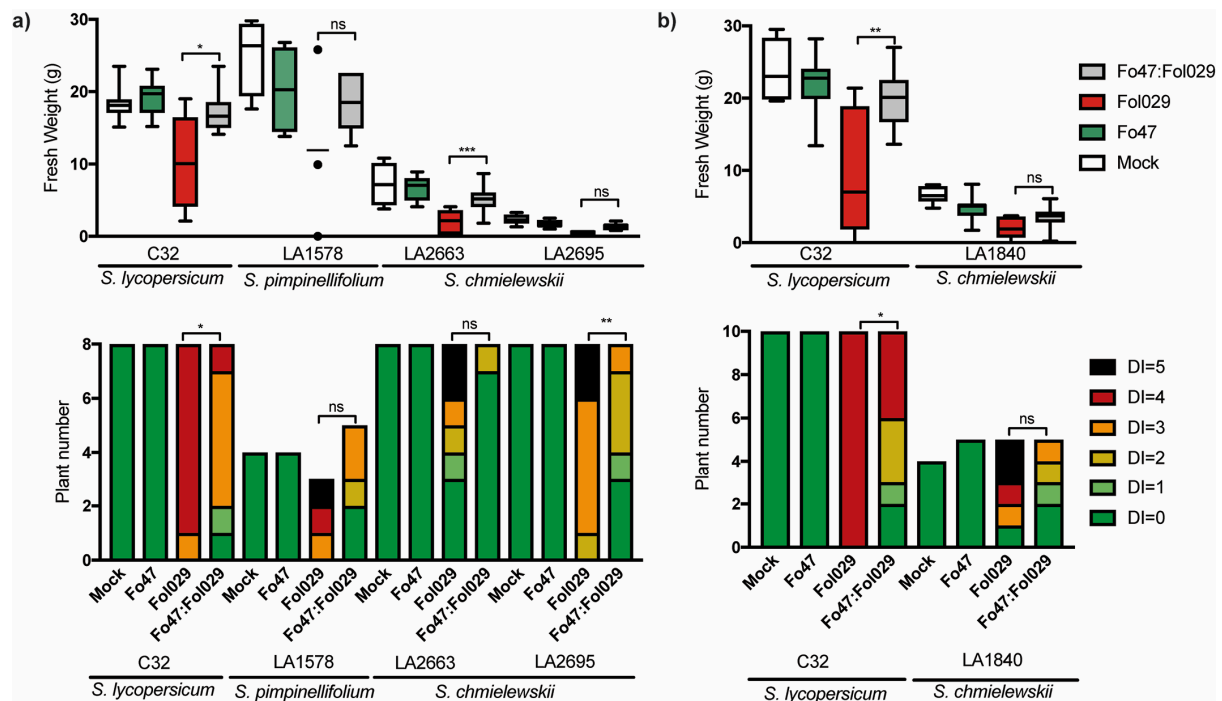 a)
Fresh Weight (g)
30
20
10
0
*
ns
***
ns
C32
LA1578
LA2663
LA2695
S. lycopersicum
S. pimpinellifolium
S. chmielewskii
b)
Fresh Weight (g)
30
20
10
0
**
ns
C32
LA1840
S. lycopersicum
S. chmielewskii
Fo47:Fol029
Fol029
Fo47
Mock
Plant number
8
6
4
2
0
*
ns
ns
**
Mock
Fo47
Fol029
Fo47:Fol029
Mock
Fo47
Fol029
Fo47:Fol029
Mock
Fo47
Fol029
Fo47:Fol029
Mock
Fo47
Fol029
Fo47:Fol029
C32
LA1578
LA2663
LA2695
S. lycopersicum
S. pimpinellifolium
S. chmielewskii
Plant number
10
8
6
4
2
0
*
ns
Mock
Fo47
Fol029
Fo47:Fol029
Mock
Fo47
Fol029
Fo47:Fol029
C32
LA1840
S. lycopersicum
S. chmielewskii
DI=5
DI=4
DI=3
DI=2
DI=1
DI=0